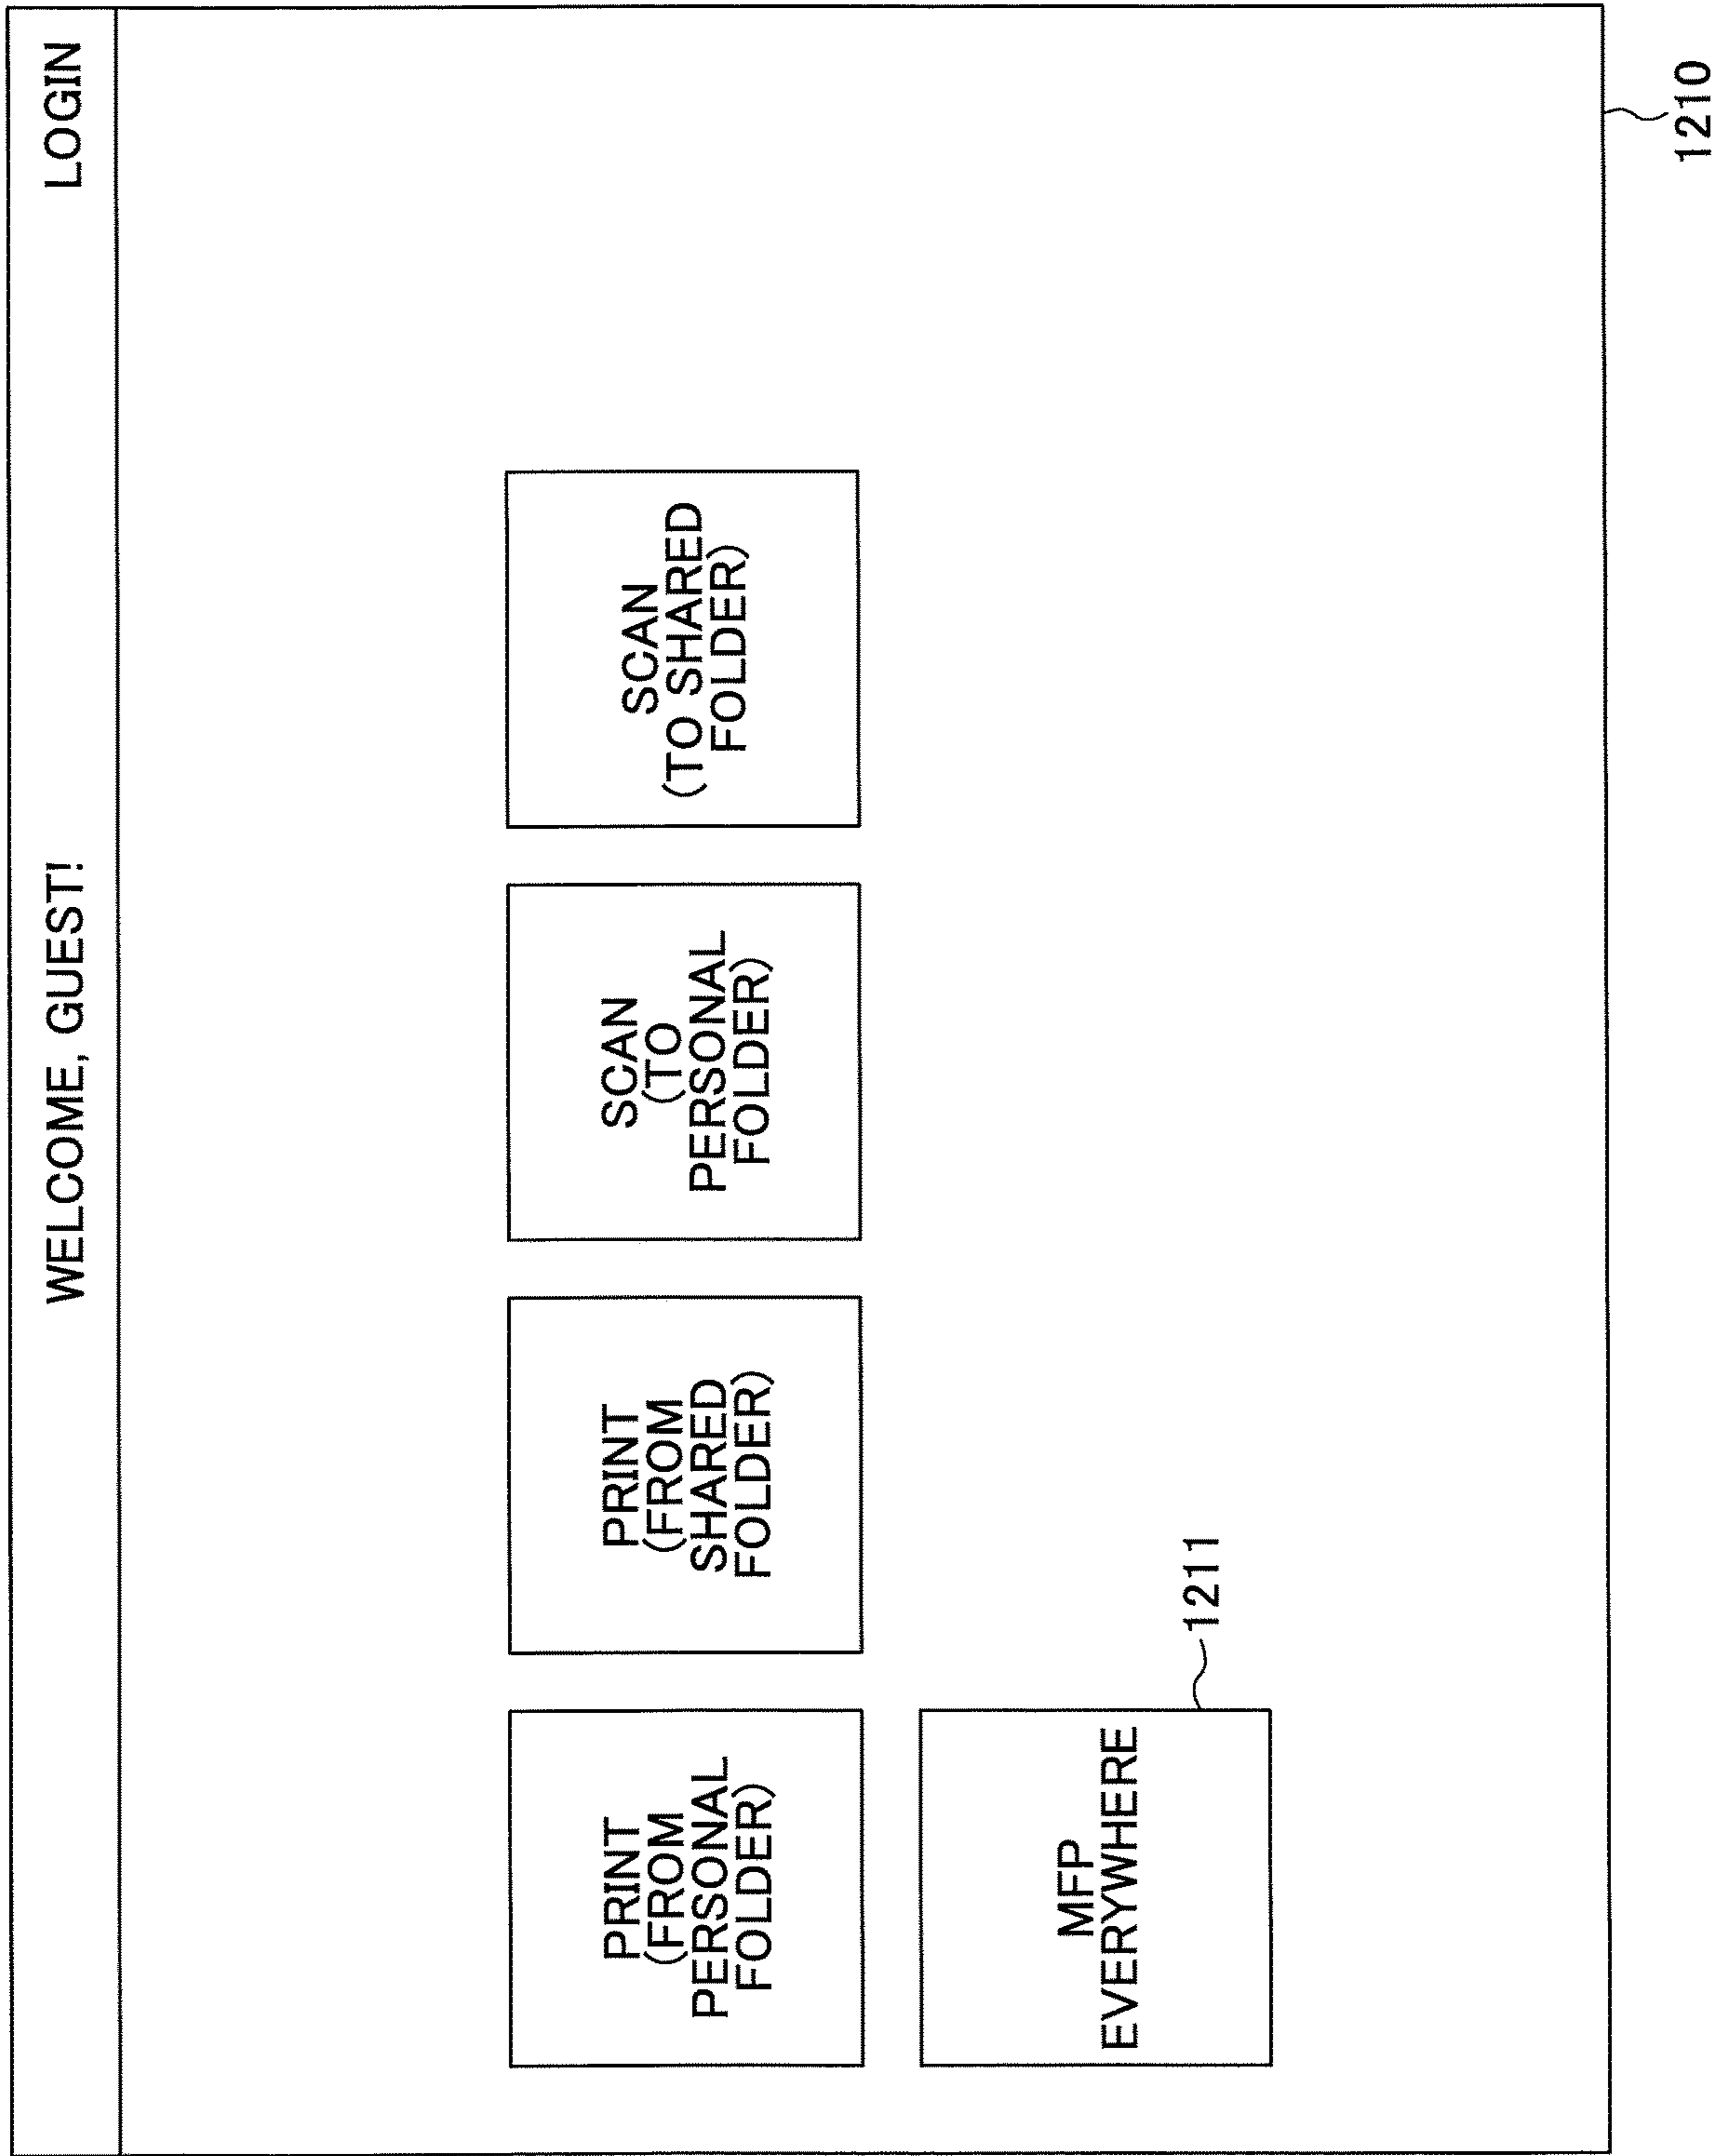 WELCOME, GUEST!
LOGIN
PRINT
(FROM
PERSONAL
FOLDER)
PRINT
(FROM
SHARED
FOLDER)
SCAN
(TO
PERSONAL
FOLDER)
SCAN
(TO SHARED
FOLDER)
MFP
EVERYWHERE
1211
1210